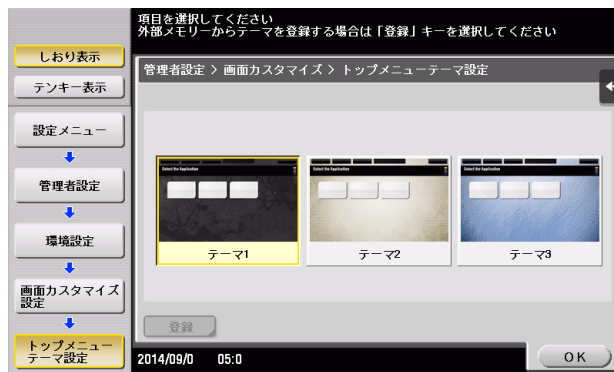 項目を選択してください
外部メモリーからテーマを登録する場合は「登録」キーを選択してください
しおり表示
テンキー表示
設定メニュー
管理者設定
環境設定
画面カスタマイズ
設定
トップメニュー
テーマ設定
管理者設定 > 画面カスタマイズ > トップメニューテーマ設定
Select the Application
Select the Application
Select the Application
テーマ1
テーマ2
テーマ3
登録
2014/09/0 05:0
OK